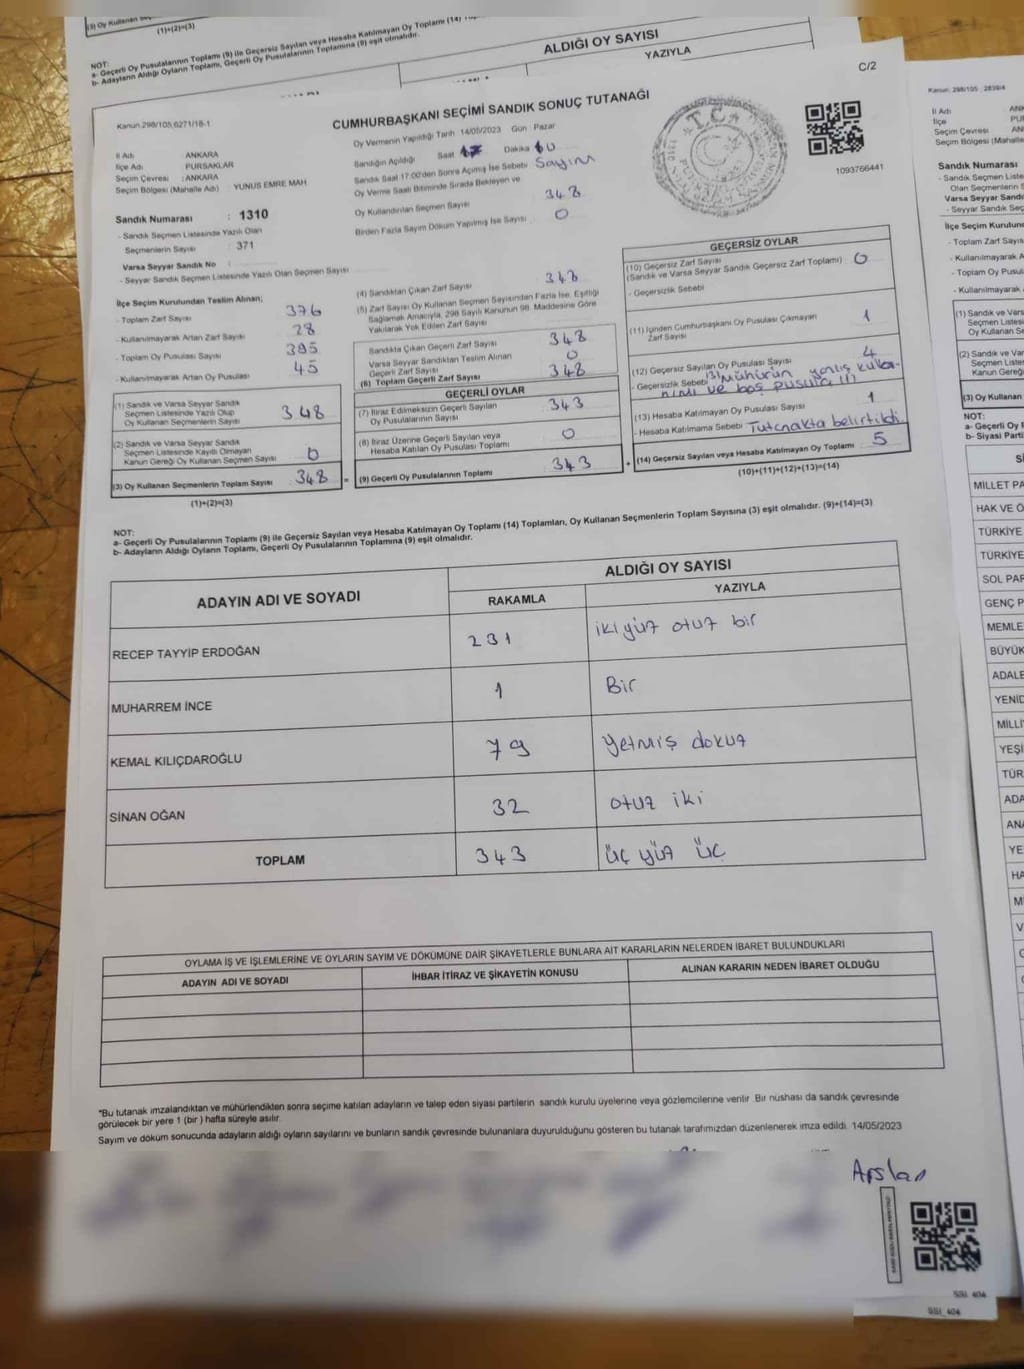 (1)+(2)=(3)
NOT:
a- Geçerli Oy Pusulalarının Toplamı (9) ile Geçersiz Sayılan veya Hesaba Katılmayan Oy Toplamı (14)
b- Adayların Aldığı Oyların Toplamı, Geçerli Oy Pusulalarının Toplamına (9) eşit olmalıdır.
ALDIĞI OY SAYISI
YAZIYLA
C/2
Kanun:298/105;6271/18-1
CUMHURBAŞKANI SEÇİMİ SANDIK SONUÇ TUTANAĞI
T.C.
1093766441
İl Adı ANKARA
İlçe Adı PURSAKLAR
Seçim Çevresi : ANKARA
Seçim Bölgesi (Mahalle Adı) : YUNUS EMRE MAH.
Oy Vermenin Yapıldığı Tarih :14/05/2023 Gün : Pazar
Sandığın Açıldığı Saat 17 Dakika
Sandık Saat 17:00'den Sonra Açılmış İse Sebebi Sayım
Oy Verme Saati Bitiminde Sırada Bekleyen ve
Oy Kullandırılan Seçmen Sayısı 348
Birden Fazla Sayım Döküm Yapılmış İse Sayısı 0
Sandık Numarası : 1310
- Sandık Seçmen Listesinde Yazılı Olan
Seçmenlerin Sayısı : 371
Varsa Seyyar Sandık No :
- Seyyar Sandık Seçmen Listesinde Yazılı Olan Seçmen Sayısı
İlçe Seçim Kurulundan Teslim Alınan;
- Toplam Zarf Sayısı 376
- Kullanılmayarak Artan Zarf Sayısı 28
- Toplam Oy Pusulası Sayısı 395
- Kullanılmayarak Artan Oy Pusulası 45
(1) Sandık ve Varsa Seyyar Sandık
Seçmen Listesinde Yazılı Olup
Oy Kullanan Seçmenlerin Sayısı 348
(2) Sandık ve Varsa Seyyar Sandık
Seçmen Listesinde Kayıtlı Olmayan
Kanun Gereği Oy Kullanan Seçmen Sayısı 0
(3) Oy Kullanan Seçmenlerin Toplam Sayısı 348
(1)+(2)=(3)
(4) Sandıktan Çıkan Zarf Sayısı 348
(5) Zarf Sayısı Oy Kullanan Seçmen Sayısından Fazla İse, Eşitliği
Sağlamak Amacıyla, 298 Sayılı Kanunun 98. Maddesine Göre
Yakılarak Yok Edilen Zarf Sayısı
Sandıkta Çıkan Geçerli Zarf Sayısı 348
Varsa Seyyar Sandıktan Teslim Alınan
Geçerli Zarf Sayısı 0
(6) Toplam Geçerli Zarf Sayısı 348
GEÇERLİ OYLAR
(7) İtiraz Edilmeksizin Geçerli Sayılan
Oy Pusulalarının Sayısı 343
(8) İtiraz Üzerine Geçerli Sayılan veya
Hesaba Katılan Oy Pusulası Toplamı 0
(9) Geçerli Oy Pusulalarının Toplamı 343
GEÇERSİZ OYLAR
(10) Geçersiz Zarf Sayısı
(Sandık ve Varsa Seyyar Sandık Geçersiz Zarf Toplamı) 0
- Geçersizlik Sebebi
(11) İçinden Cumhurbaşkanı Oy Pusulası Çıkmayan
Zarf Sayısı 1
(12) Geçersiz Sayılan Oy Pusulası Sayısı 4
- Geçersizlik Sebebi (3) Mühürün yanlış kulla-
nımı ve boş pusula (1)
(13) Hesaba Katılmayan Oy Pusulası Sayısı 1
- Hesaba Katılmama Sebebi Tutanakta belirtildi
(14) Geçersiz Sayılan veya Hesaba Katılmayan Oy Toplamı 5
(10)+(11)+(12)+(13)=(14)
NOT:
a- Geçerli Oy Pusulalarının Toplamı (9) ile Geçersiz Sayılan veya Hesaba Katılmayan Oy Toplamı (14) Toplamları, Oy Kullanan Seçmenlerin Toplam Sayısına (3) eşit olmalıdır. (9)+(14)=(3)
b- Adayların Aldığı Oyların Toplamı, Geçerli Oy Pusulalarının Toplamına (9) eşit olmalıdır.
ADAYIN ADI VE SOYADI
ALDIĞI OY SAYISI
RAKAMLA YAZIYLA
RECEP TAYYİP ERDOĞAN 231 iki yüz otuz bir
MUHARREM İNCE 1 Bir
KEMAL KILIÇDAROĞLU 79 Yetmiş dokuz
SİNAN OĞAN 32 otuz iki
TOPLAM 343 üç yüz üç
OYLAMA İŞ VE İŞLEMLERİNE VE OYLARIN SAYIM VE DÖKÜMÜNE DAİR ŞİKAYETLERLE BUNLARA AİT KARARLARIN NELERDEN İBARET BULUNDUKLARI
ADAYIN ADI VE SOYADI İHBAR İTİRAZ VE ŞİKAYETİN KONUSU ALINAN KARARIN NEDEN İBARET OLDUĞU
*Bu tutanak imzalandıktan ve mühürlendikten sonra seçime katılan adayların ve talep eden siyasi partilerin sandık kurulu üyelerine veya gözlemcilerine verilir. Bir nüshası da sandık çevresinde
görülecek bir yere 1 (bir) hafta süreyle asılır.
Sayım ve döküm sonucunda adayların aldığı oyların sayılarını ve bunların sandık çevresinde bulunanlara duyurulduğunu gösteren bu tutanak tarafımızdan düzenlenerek imza edildi. 14/05/2023
Arslan
SBI_404
SBI_404
Kanun: 298/105 ; 2839/4
İl Adı
İlçe
Seçim Çevresi
Seçim Bölgesi (Mahalle
Sandık Numarası
- Sandık Seçmen Liste
Olan Seçmenlerin S
Varsa Seyyar Sandı
- Seyyar Sandık Seç
İlçe Seçim Kurulun
- Toplam Zarf Sayıs
- Kullanılmayarak
- Toplam Oy Pusul
- Kullanılmayarak
(1) Sandık ve Vars
Seçmen Listesin
Oy Kullanan Se
(2) Sandık ve Vars
Seçmen Listes
Kanun Gereği
(3) Oy Kullanan
NOT:
a- Geçerli Oy P
b- Siyasi Parti
MİLLET PA
HAK VE Ö
TÜRKİYE
TÜRKİYE
SOL PAR
GENÇ P
MEMLE
BÜYÜK
ADALE
YENİD
MİLLİ
YEŞİ
TÜR
ADA
AN
YE
HA
M
V